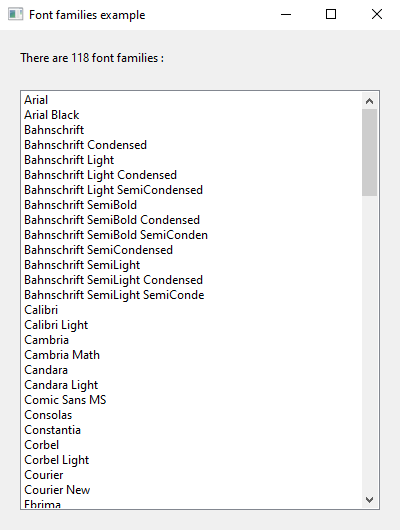 Font families example
There are 118 font families :
Arial
Arial Black
Bahnschrift
Bahnschrift Condensed
Bahnschrift Light
Bahnschrift Light Condensed
Bahnschrift Light SemiCondensed
Bahnschrift SemiBold
Bahnschrift SemiBold Condensed
Bahnschrift SemiBold SemiConden
Bahnschrift SemiCondensed
Bahnschrift SemiLight
Bahnschrift SemiLight Condensed
Bahnschrift SemiLight SemiConde
Calibri
Calibri Light
Cambria
Cambria Math
Candara
Candara Light
Comic Sans MS
Consolas
Constantia
Corbel
Corbel Light
Courier
Courier New
Ebrima